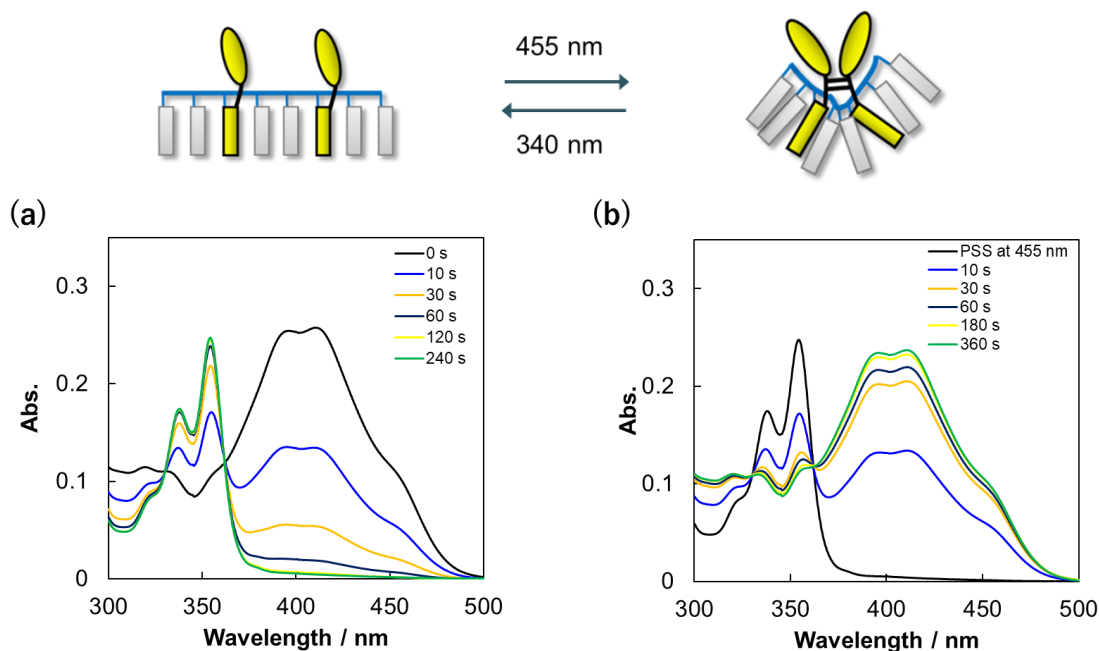 455 nm
340 nm
(a)
(b)
0.3
0.2
0.1
0
Abs.
0 s
10 s
30 s
60 s
120 s
240 s
300
350
400
450
500
Wavelength / nm
0.3
0.2
0.1
0
Abs.
PSS at 455 nm
10 s
30 s
60 s
180 s
360 s
300
350
400
450
500
Wavelength / nm